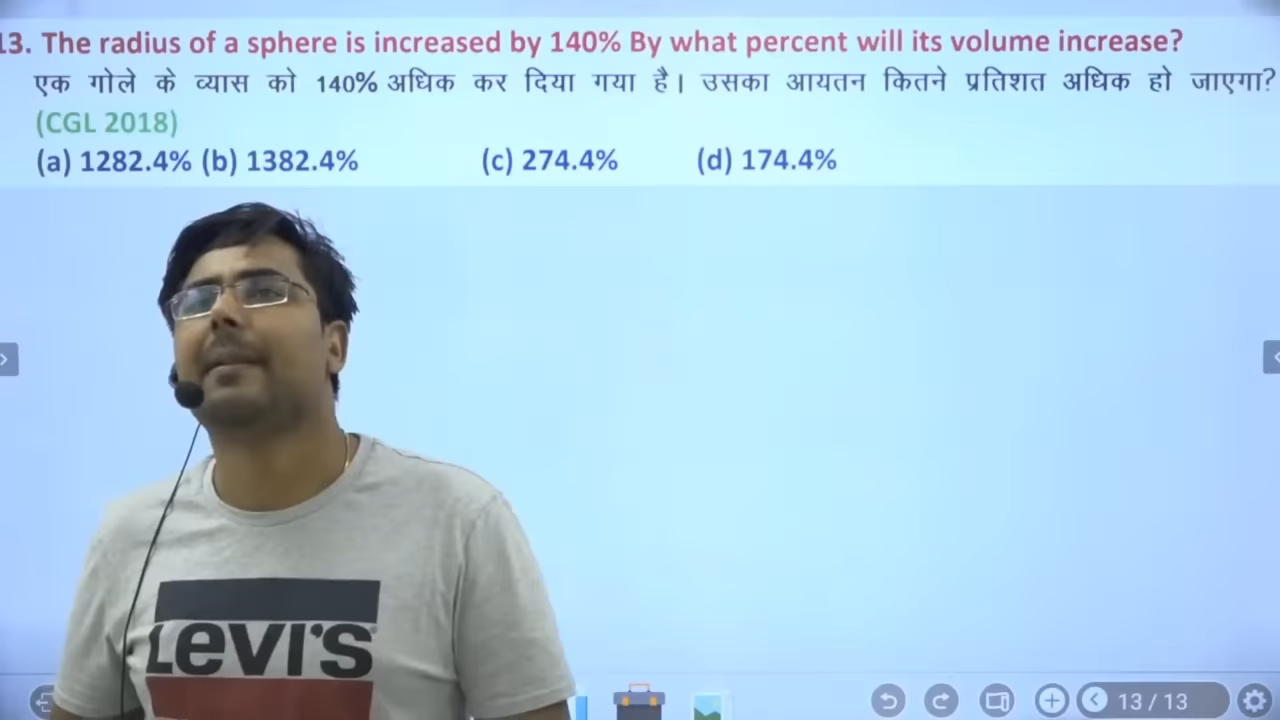 13. The radius of a sphere is increased by 140% By what percent will its volume increase?
एक गोले के व्यास को 140% अधिक कर दिया गया है। उसका आयतन कितने प्रतिशत अधिक हो जाएगा?
(CGL 2018)
(a) 1282.4% (b) 1382.4% (c) 274.4% (d) 174.4%
LEVI'S
13 / 13